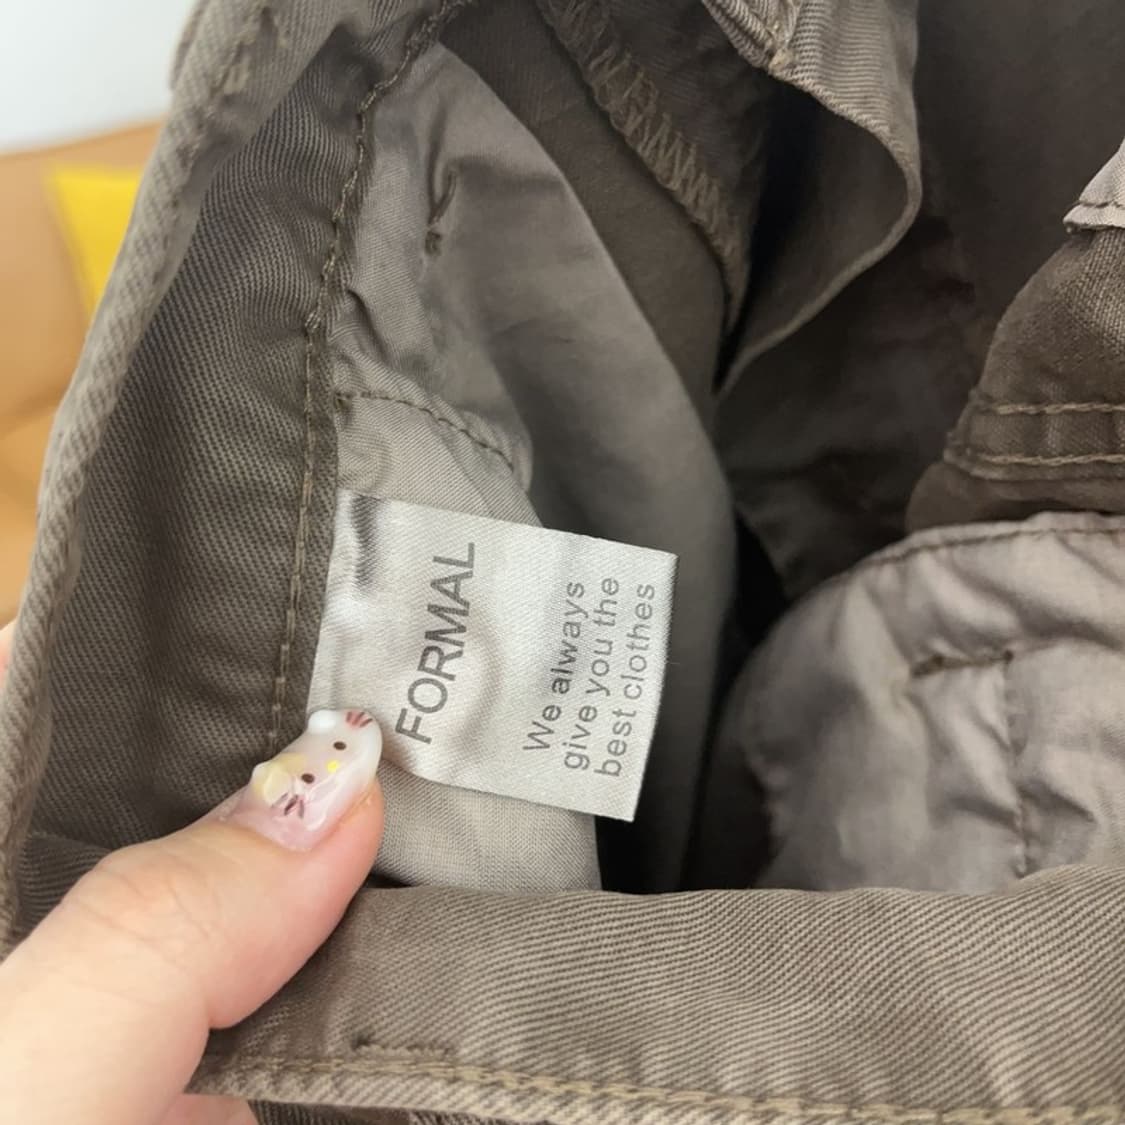 FORMAL
We always
give you the
best clothes